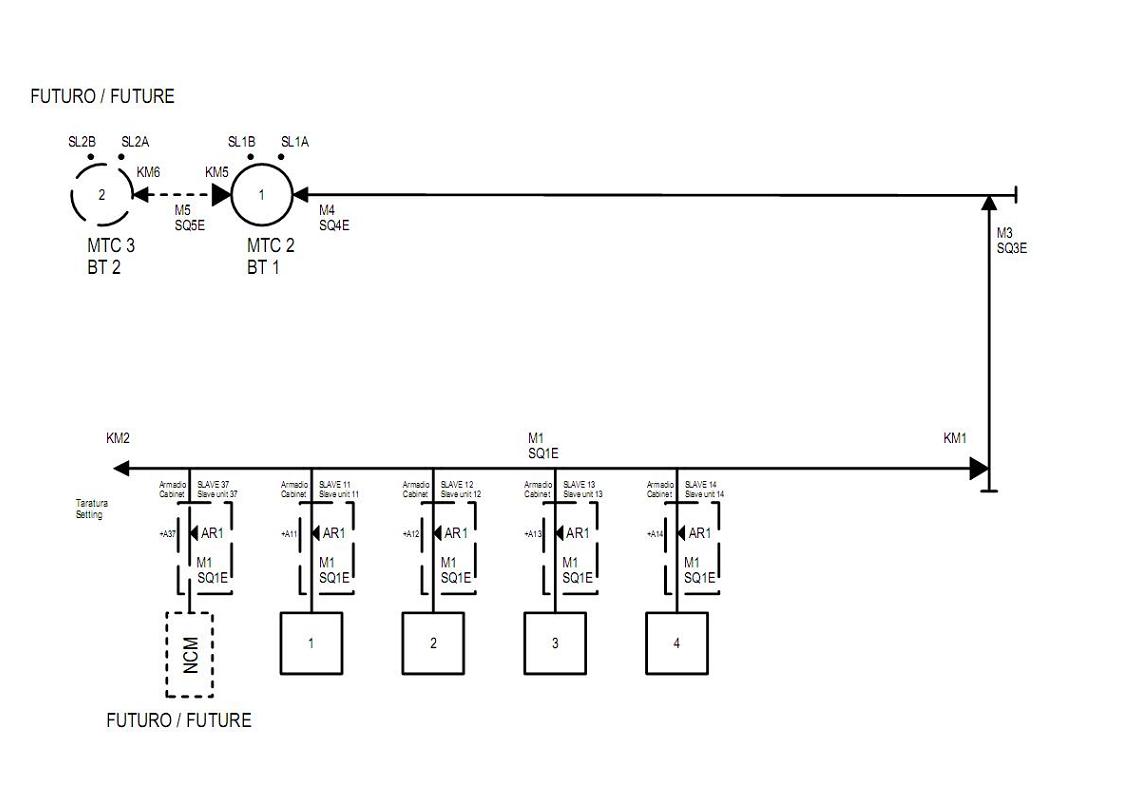 FUTURO / FUTURE
SL2B SL2A SL1B SL1A
KM6 KM5
2 1
M5 M4
SQ5E SQ4E
M3
SQ3E
MTC 3 MTC 2
BT 2 BT 1
KM2 M1 KM1
SQ1E
Armadio SLAVE 37 Armadio SLAVE 11 Armadio SLAVE 12 Armadio SLAVE 13 Armadio SLAVE 14
Cabinet Slave unit 37 Cabinet Slave unit 11 Cabinet Slave unit 12 Cabinet Slave unit 13 Cabinet Slave unit 14
Taratura
Setting
+A37 AR1 +A11 AR1 +A12 AR1 +A13 AR1 +A14 AR1
M1 M1 M1 M1 M1
SQ1E SQ1E SQ1E SQ1E SQ1E
NCM 1 2 3 4
FUTURO / FUTURE